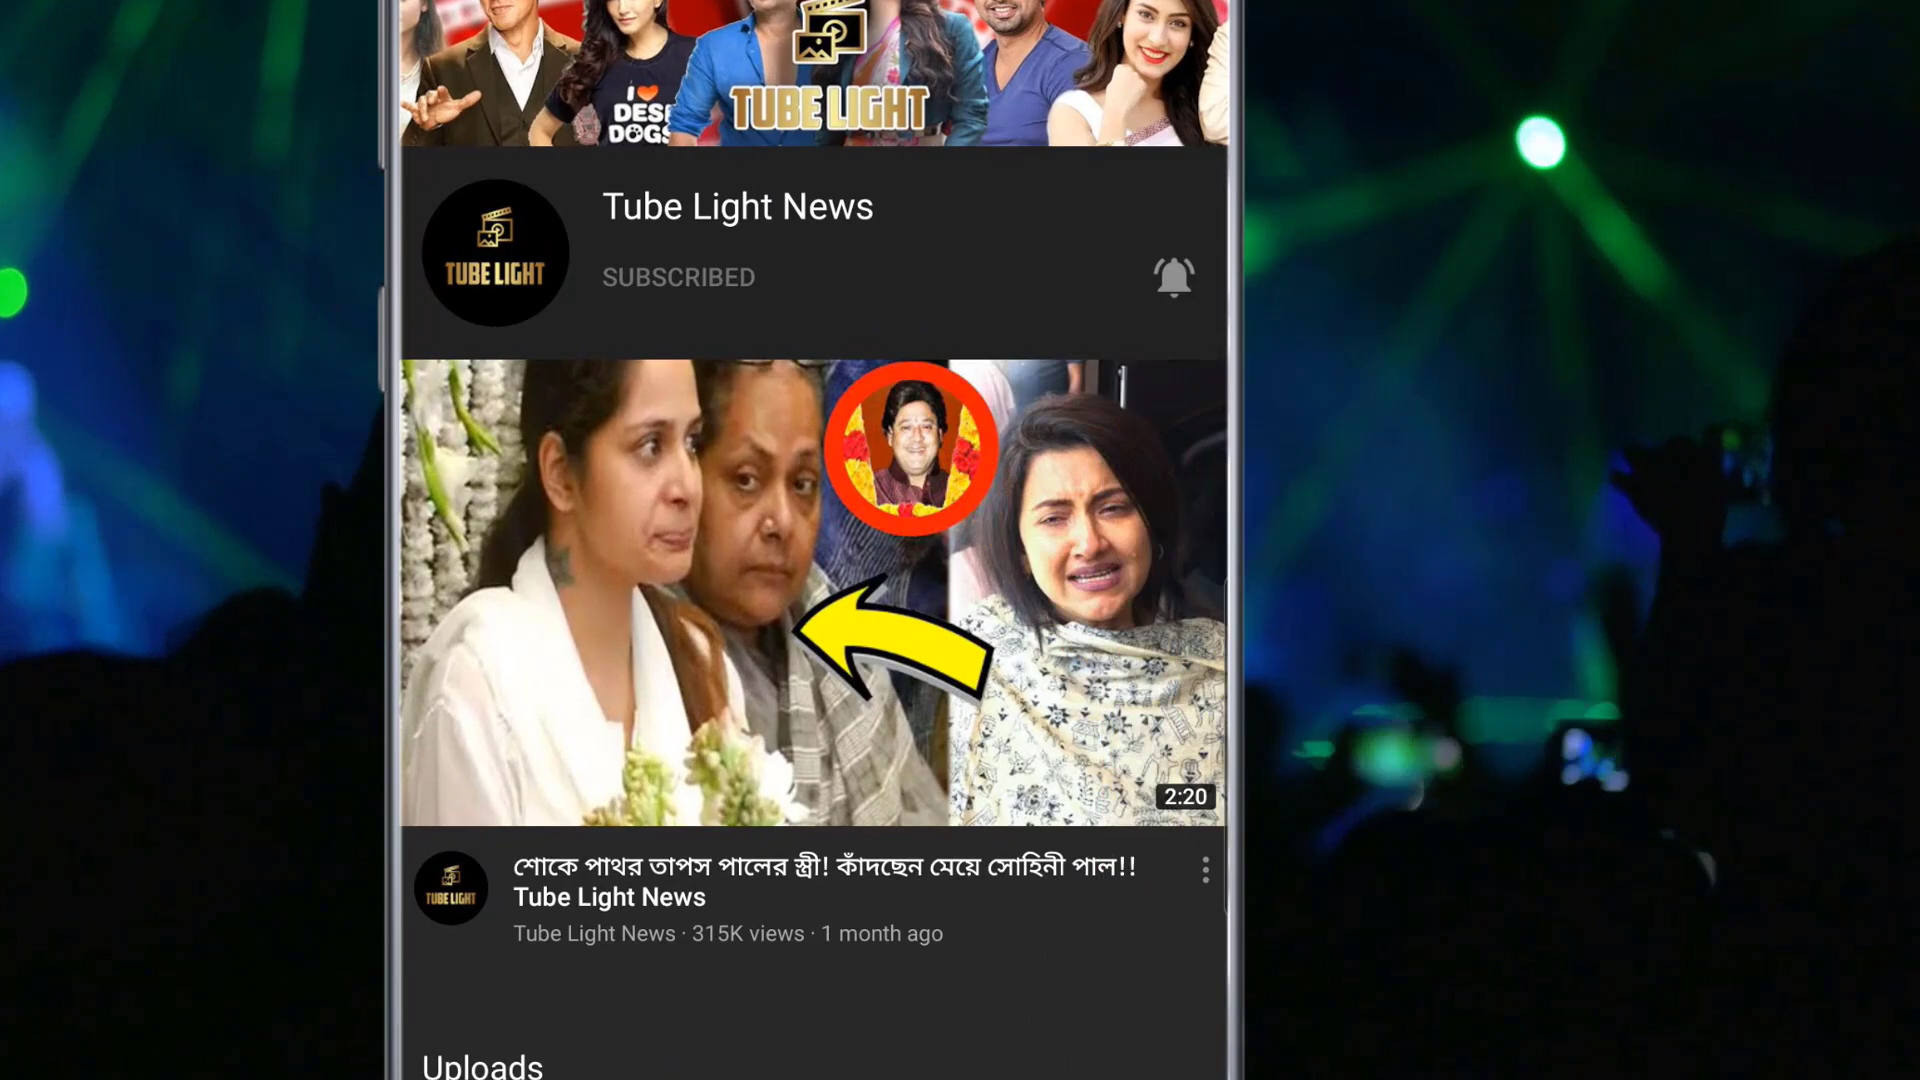 I ❤ DESI DOGS
TUBE LIGHT
Tube Light News
TUBE LIGHT
SUBSCRIBED
2:20
শোকে পাথর তাপস পালের স্ত্রী! কাঁদছেন মেয়ে সোহিনী পাল!!
TUBE LIGHT
Tube Light News
Tube Light News · 315K views · 1 month ago
Uploads